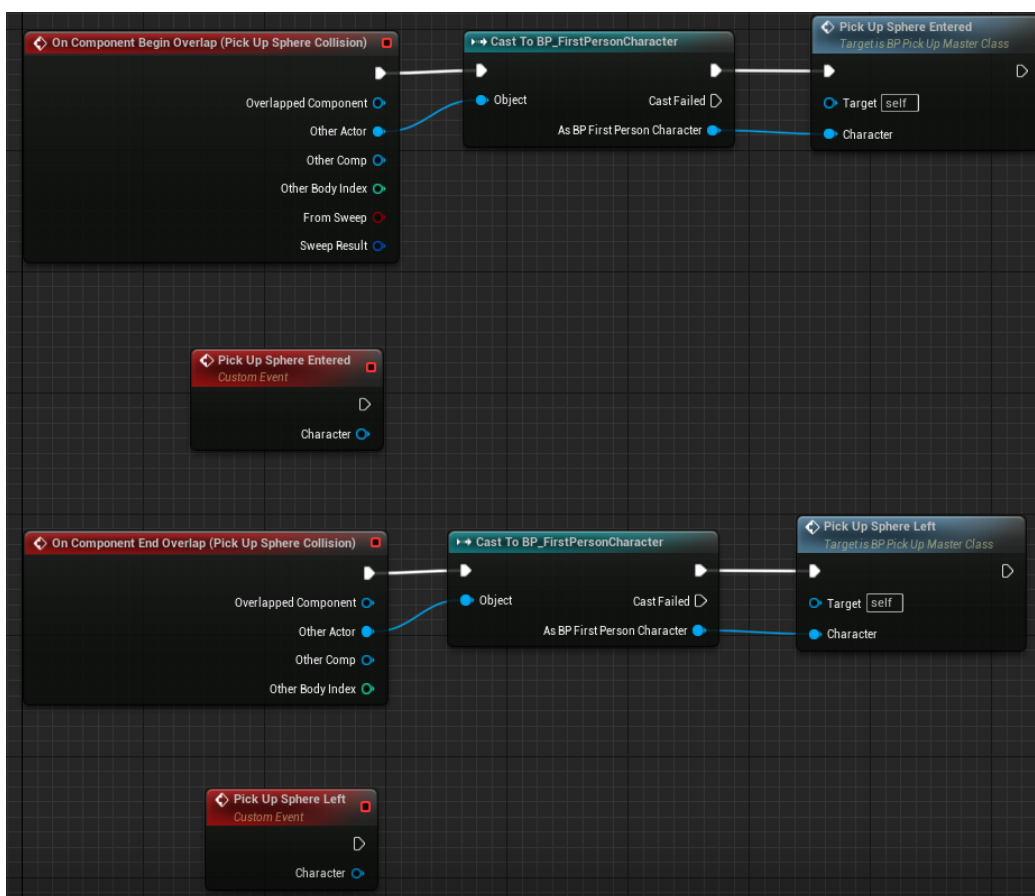 On Component Begin Overlap (Pick Up Sphere Collision)
Overlapped Component
Other Actor
Other Comp
Other Body Index
From Sweep
Sweep Result
Cast To BP_FirstPersonCharacter
Object
Cast Failed
As BP First Person Character
Pick Up Sphere Entered
Target is BP Pick Up Master Class
Target self
Character
Pick Up Sphere Entered
Custom Event
Character
On Component End Overlap (Pick Up Sphere Collision)
Overlapped Component
Other Actor
Other Comp
Other Body Index
Cast To BP_FirstPersonCharacter
Object
Cast Failed
As BP First Person Character
Pick Up Sphere Left
Target is BP Pick Up Master Class
Target self
Character
Pick Up Sphere Left
Custom Event
Character